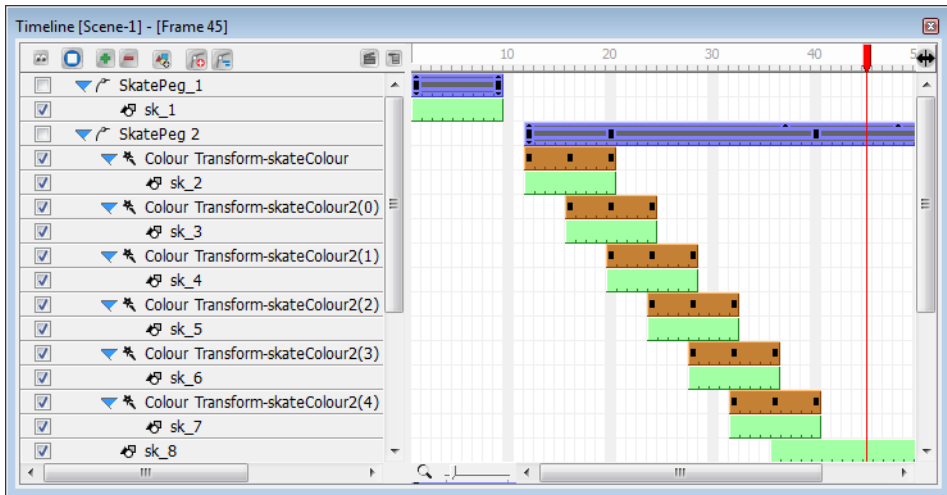 Timeline [Scene-1] - [Frame 45]
10 20 30 40 5
SkatePeg_1
sk_1
SkatePeg 2
Colour Transform-skateColour
sk_2
Colour Transform-skateColour2(0)
sk_3
Colour Transform-skateColour2(1)
sk_4
Colour Transform-skateColour2(2)
sk_5
Colour Transform-skateColour2(3)
sk_6
Colour Transform-skateColour2(4)
sk_7
sk_8